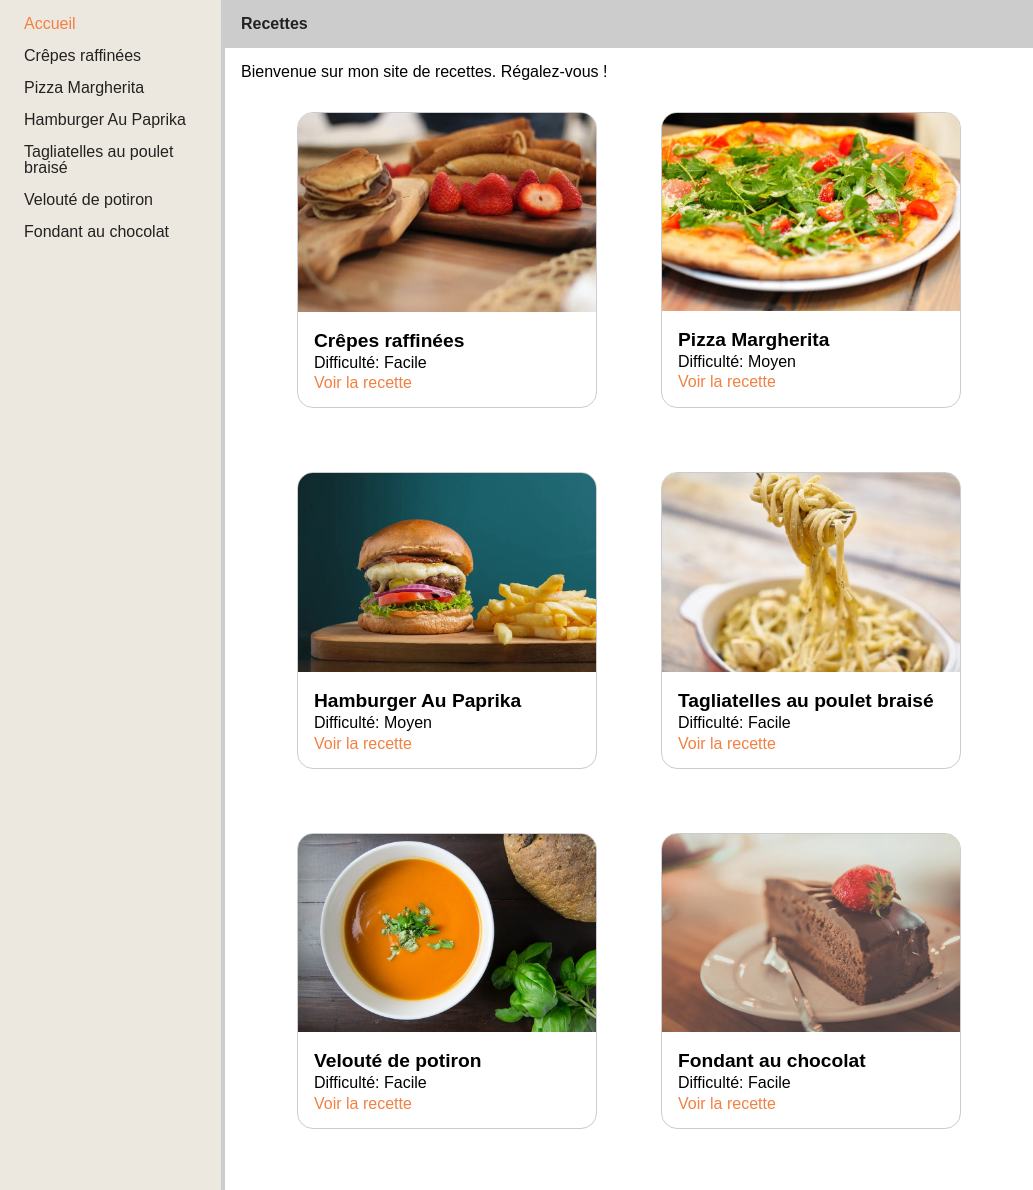 Accueil
Crêpes raffinées
Pizza Margherita
Hamburger Au Paprika
Tagliatelles au poulet
braisé
Velouté de potiron
Fondant au chocolat
Recettes
Bienvenue sur mon site de recettes. Régalez-vous !
Crêpes raffinées
Difficulté: Facile
Voir la recette
Pizza Margherita
Difficulté: Moyen
Voir la recette
Hamburger Au Paprika
Difficulté: Moyen
Voir la recette
Tagliatelles au poulet braisé
Difficulté: Facile
Voir la recette
Velouté de potiron
Difficulté: Facile
Voir la recette
Fondant au chocolat
Difficulté: Facile
Voir la recette